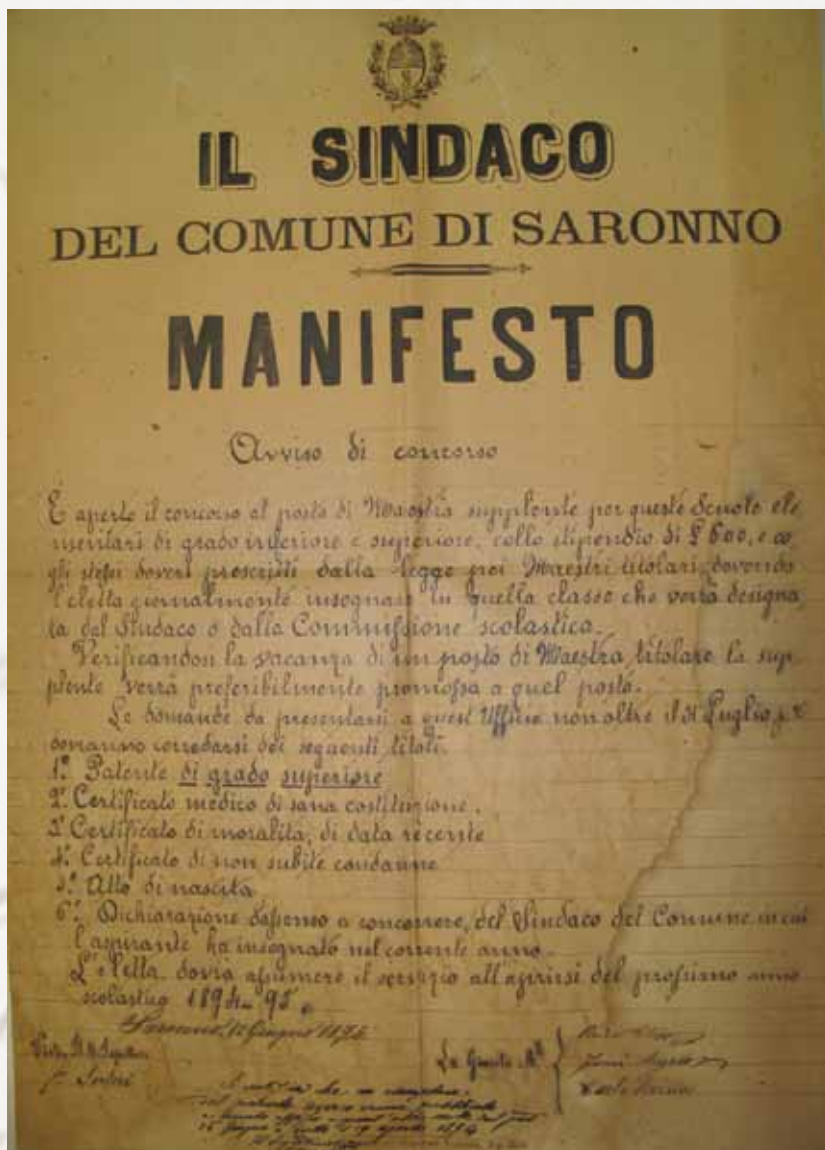 IL SINDACO
DEL COMUNE DI SARONNO
MANIFESTO
Avviso di concorso
È aperto il concorso al posto di Maestra supplente per queste Scuole ele
mentari di grado inferiore e superiore, collo stipendio di £ 600, e co
gli stessi doveri prescritti dalla legge pei Maestri titolari, dovendo
l'eletta giornalmente insegnare in quella classe che verrà designa
ta dal Sindaco o dalla Commissione scolastica.
Verificandosi la vacanza di un posto di Maestra titolare la sup
plente verrà preferibilmente promossa a quel posto.
Le domande da presentarsi a quest'Ufficio non oltre il 31 Luglio
dovranno corredarsi dei seguenti titoli.
1° Patente di grado superiore
2° Certificato medico di sana costituzione.
3° Certificato di moralità, di data recente
4° Certificato di non subite condanne
5° Atto di nascita
6° Dichiarazione d'assenso a concorrere, del Sindaco del Comune in cui
l'aspirante ha insegnato nel corrente anno.
L'eletta dovrà assumere il servizio all'aprirsi del prossimo anno
scolastico 1894-95.
Saronno, Giugno 1894
La Giunta M.le